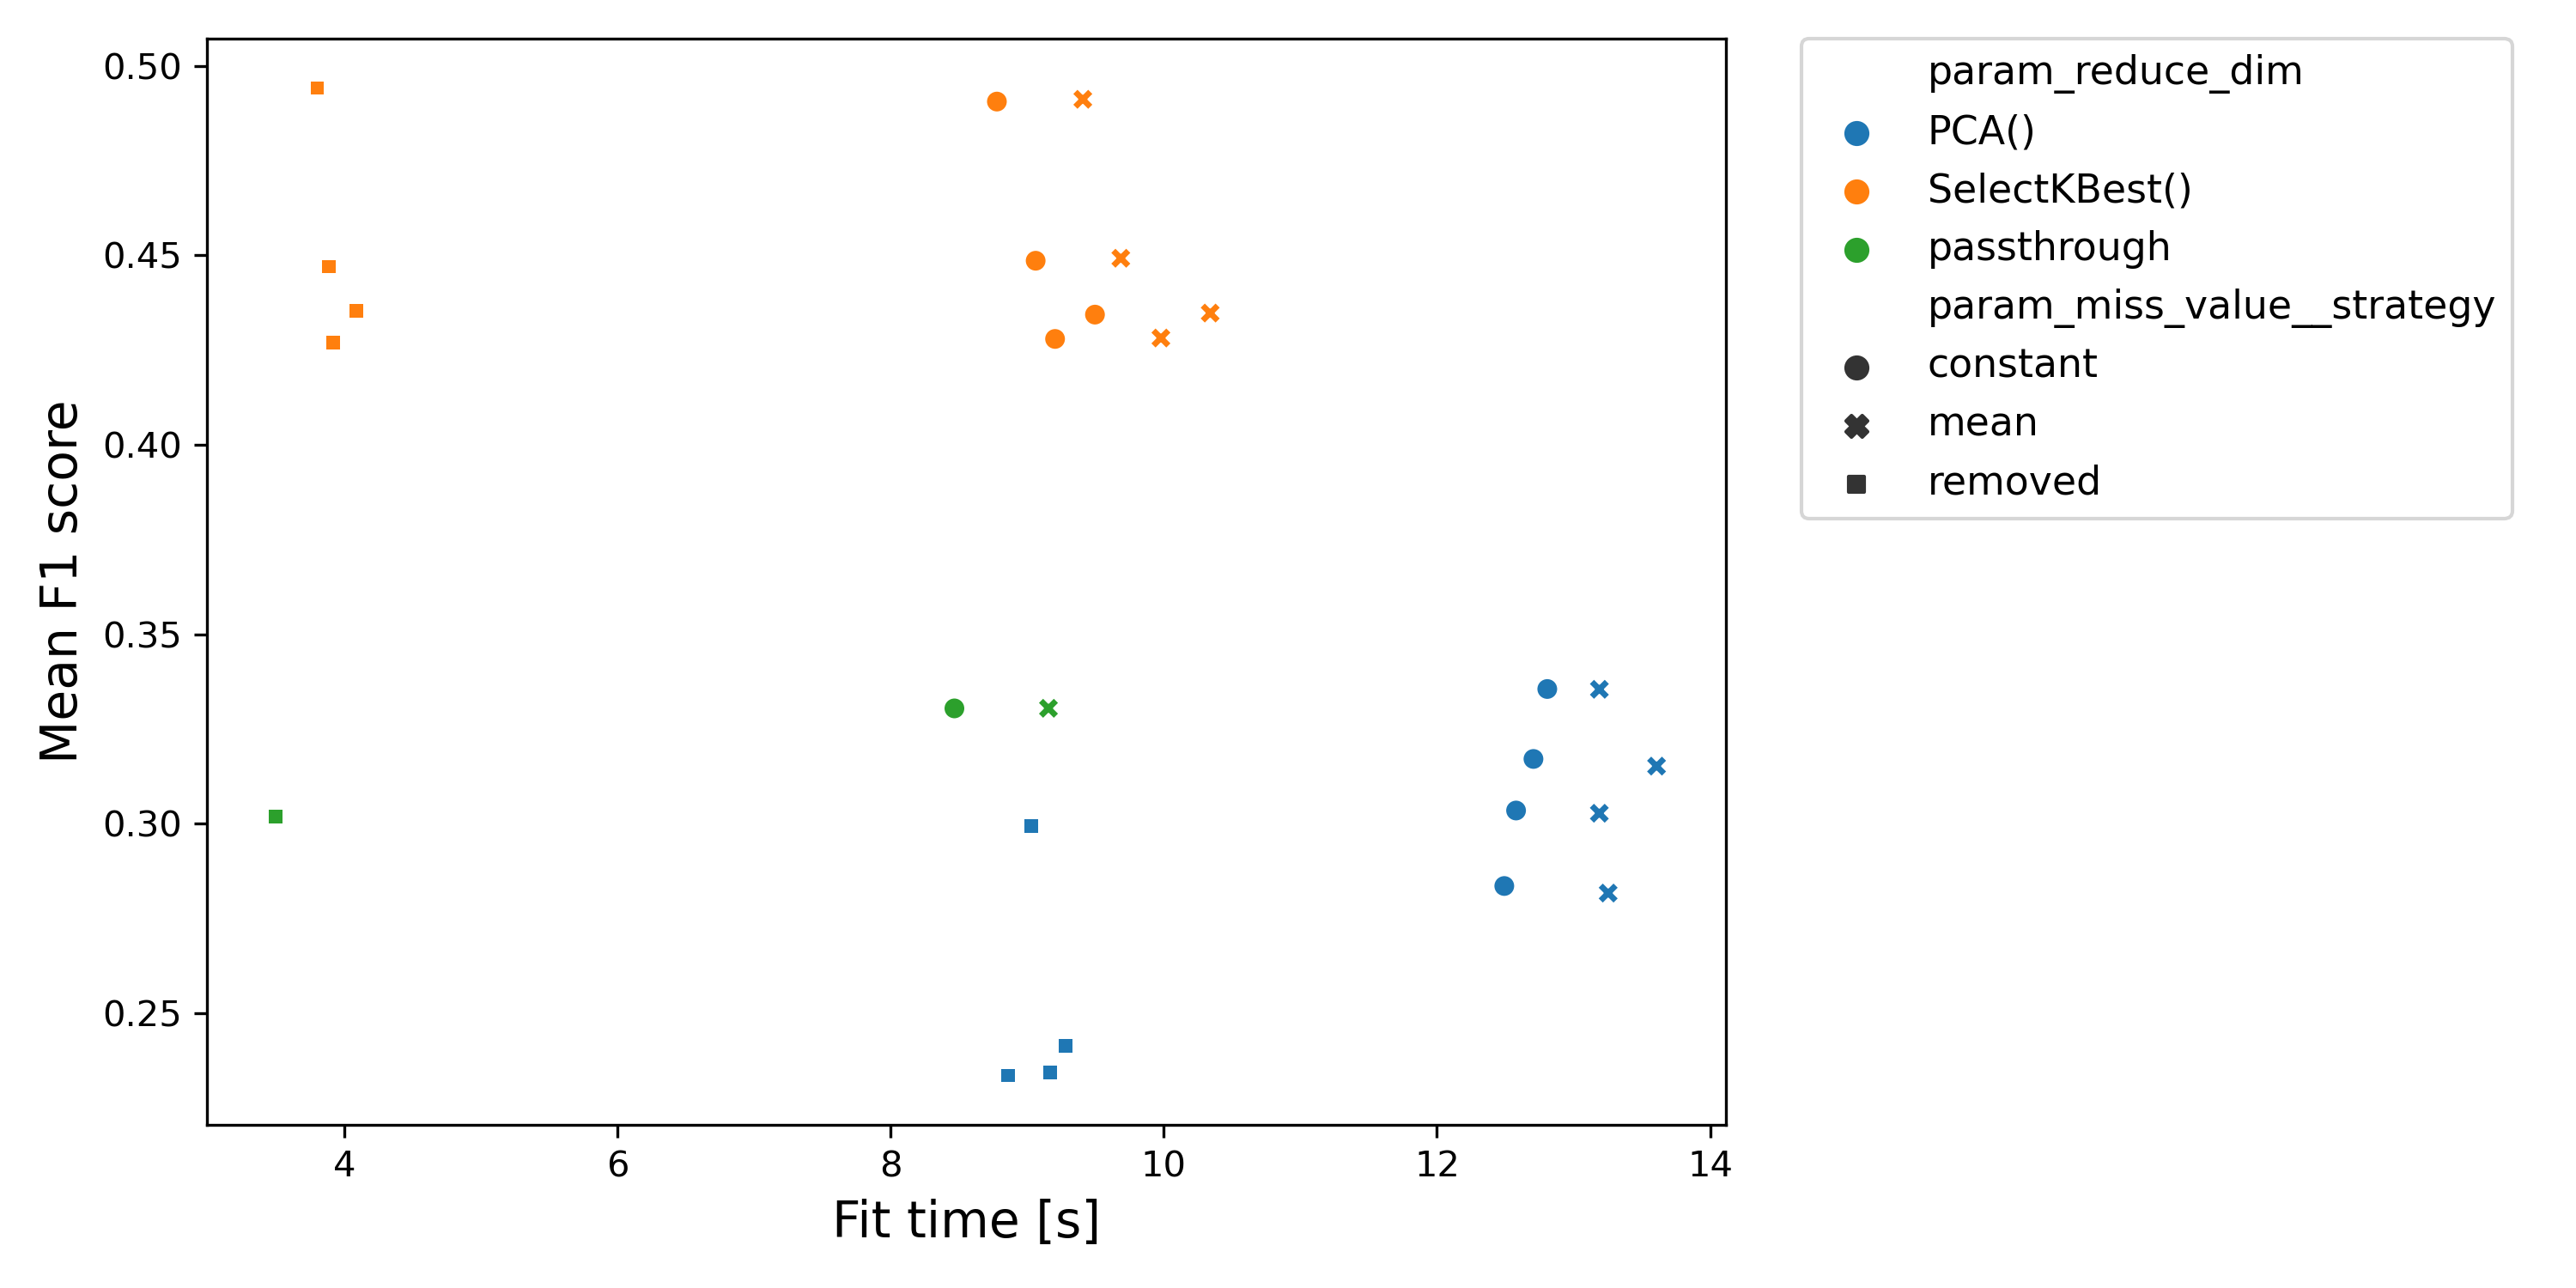 0.50
0.45
0.40
0.35
0.30
0.25
Mean F1 score
4 6 8 10 12 14
Fit time [s]
param_reduce_dim
PCA()
SelectKBest()
passthrough
param_miss_value__strategy
constant
mean
removed